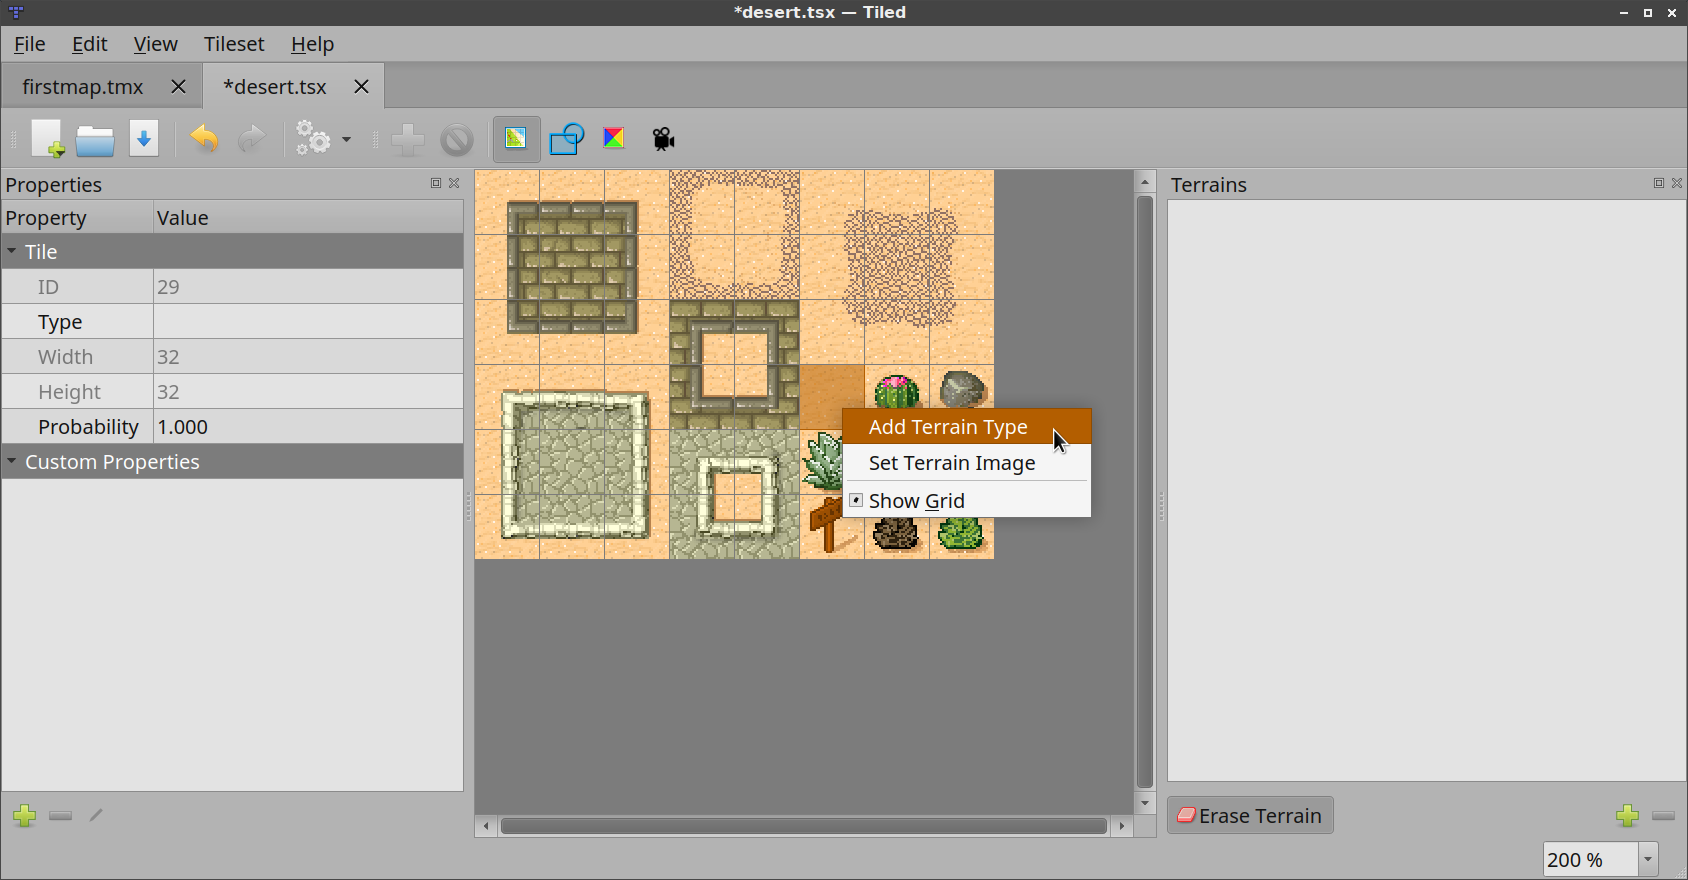 *desert.tsx — Tiled
File Edit View Tileset Help
firstmap.tmx *desert.tsx
Properties
Property Value
Tile
ID 29
Type
Width 32
Height 32
Probability 1.000
Custom Properties
Add Terrain Type
Set Terrain Image
Show Grid
Terrains
Erase Terrain
200 %